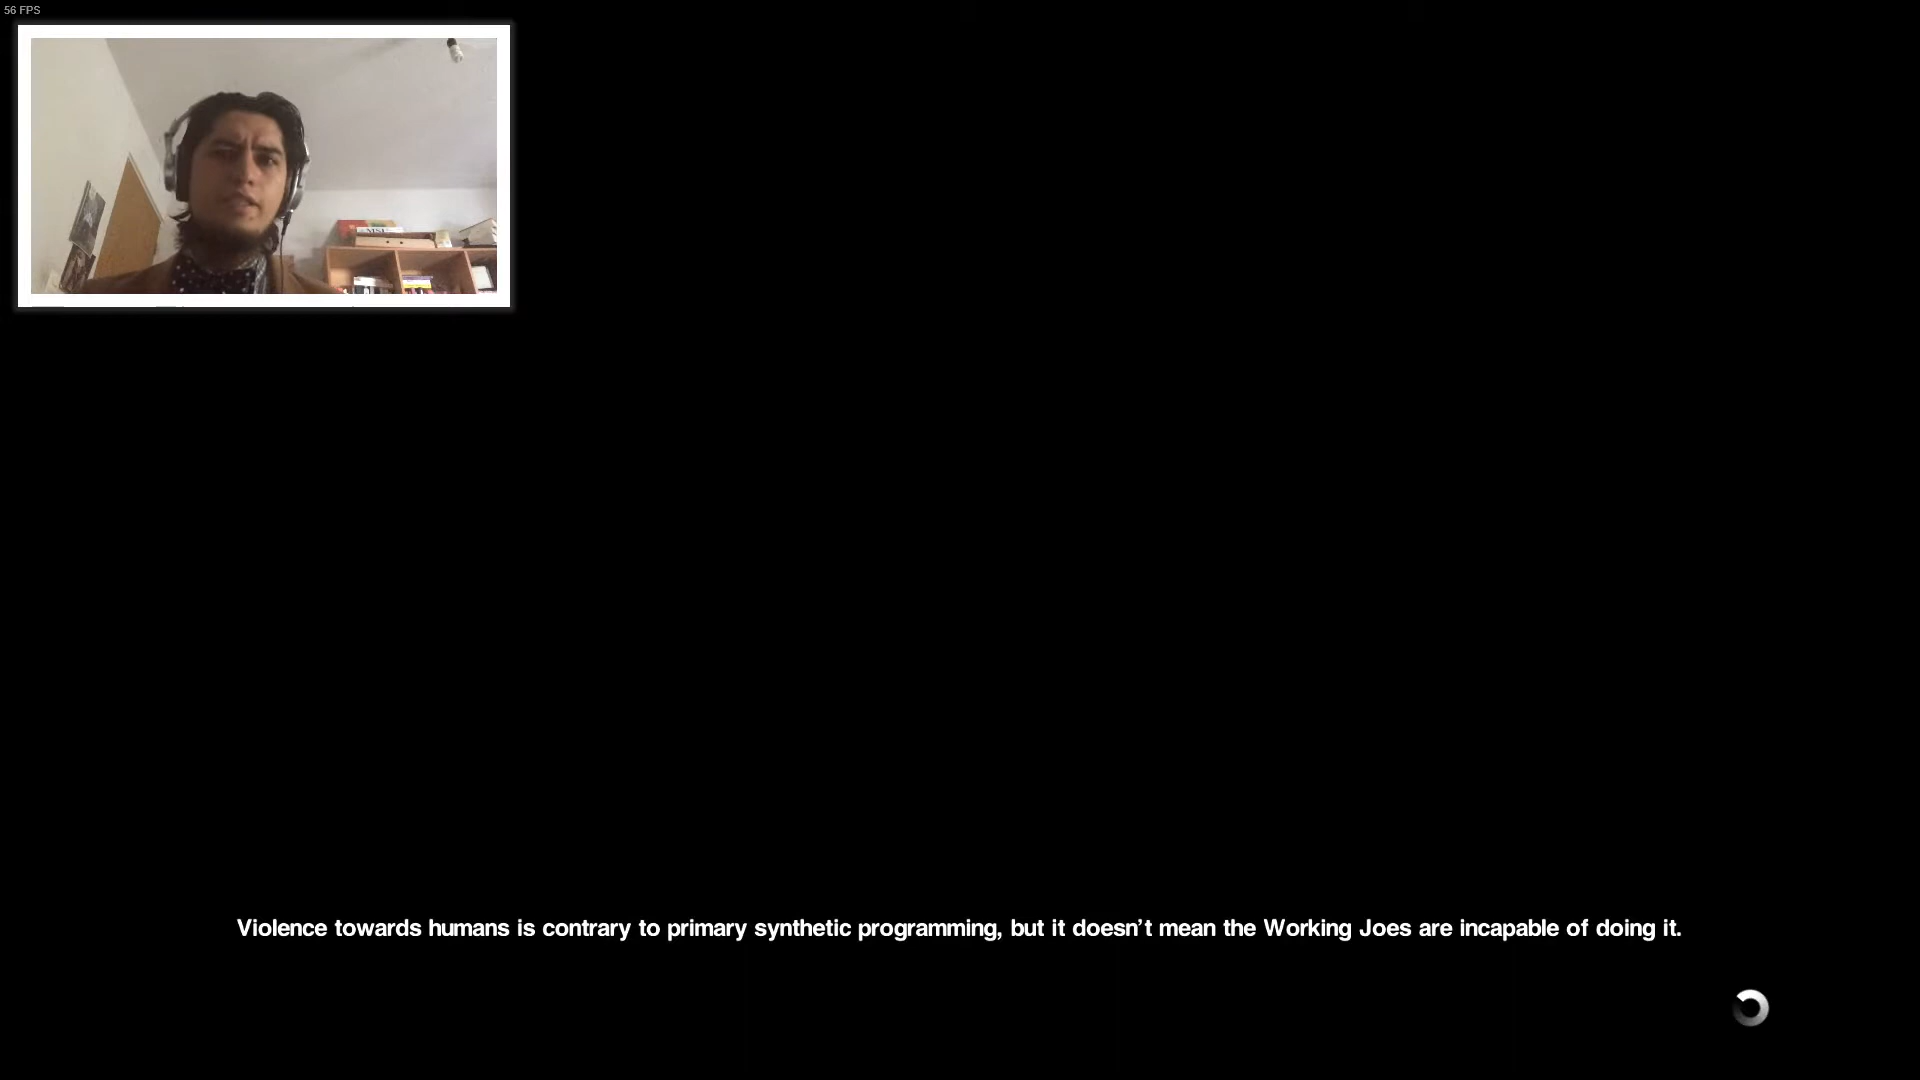 56 FPS
Violence towards humans is contrary to primary synthetic programming, but it doesn't mean the Working Joes are incapable of doing it.